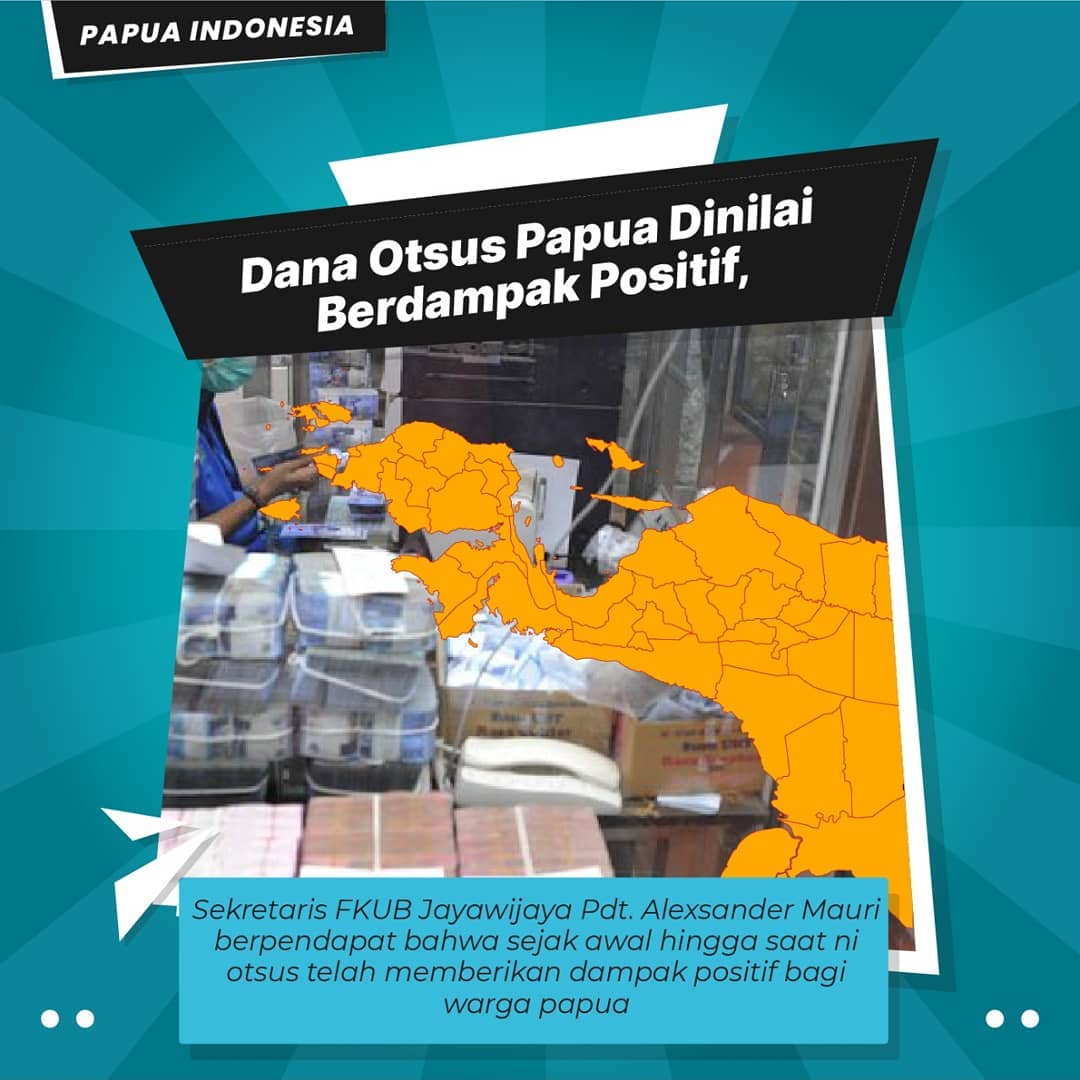 PAPUA INDONESIA
Dana Otsus Papua Dinilai
Berdampak Positif,
Sekretaris FKUB Jayawijaya Pdt. Alexsander Mauri
berpendapat bahwa sejak awal hingga saat ni
otsus telah memberikan dampak positif bagi
warga papua